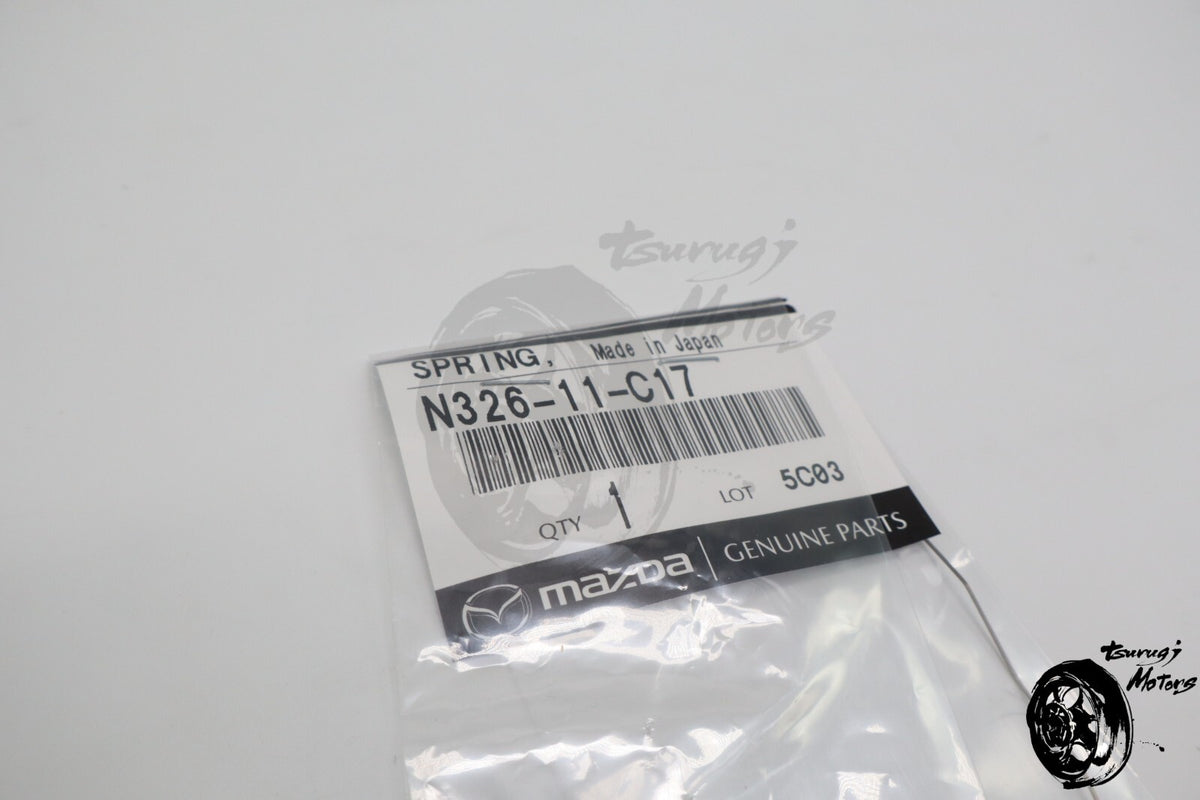 tsurugi
Motors
SPRING, Made in Japan
N326-11-C17
QTY 1 LOT 5C03
mazda GENUINE PARTS
tsurugi
Motors